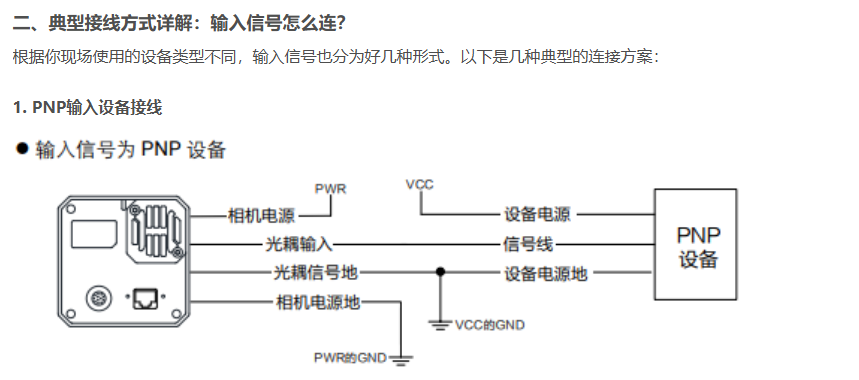 二、典型接线方式详解：输入信号怎么连？
根据你现场使用的设备类型不同，输入信号也分为好几种形式。以下是几种典型的连接方案：
1. PNP输入设备接线
● 输入信号为 PNP 设备
PWR
VCC
相机电源
设备电源
光耦输入
信号线
PNP
设备
光耦信号地
设备电源地
相机电源地
VCC的GND
PWR的GND